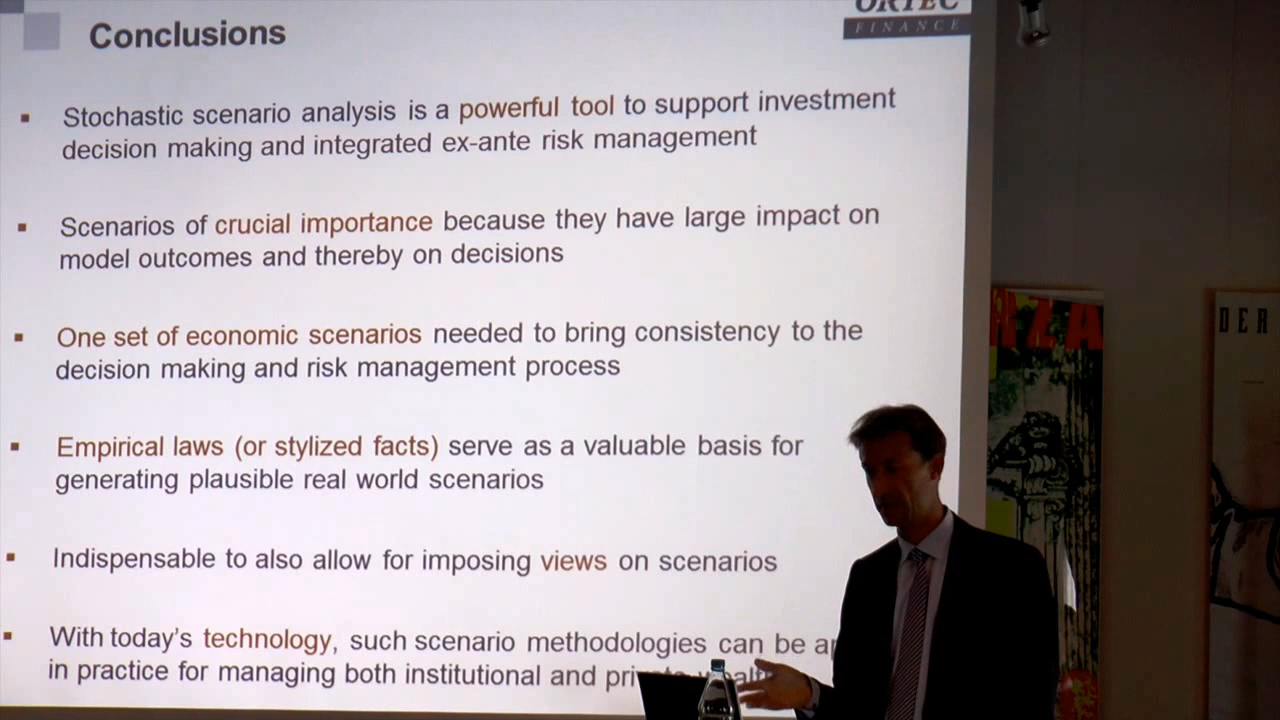 Conclusions
ORTEC
FINANCE
Stochastic scenario analysis is a powerful tool to support investment
decision making and integrated ex-ante risk management
Scenarios of crucial importance because they have large impact on
model outcomes and thereby on decisions
One set of economic scenarios needed to bring consistency to the
decision making and risk management process
Empirical laws (or stylized facts) serve as a valuable basis for
generating plausible real world scenarios
Indispensable to also allow for imposing views on scenarios
With today's technology, such scenario methodologies can be
in practice for managing both institutional and
RZA
DER